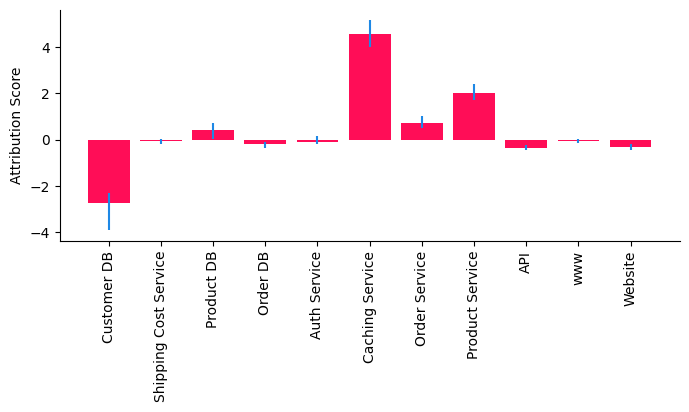 Attribution Score
4
2
0
−2
−4
Customer DB
Shipping Cost Service
Product DB
Order DB
Auth Service
Caching Service
Order Service
Product Service
API
www
Website